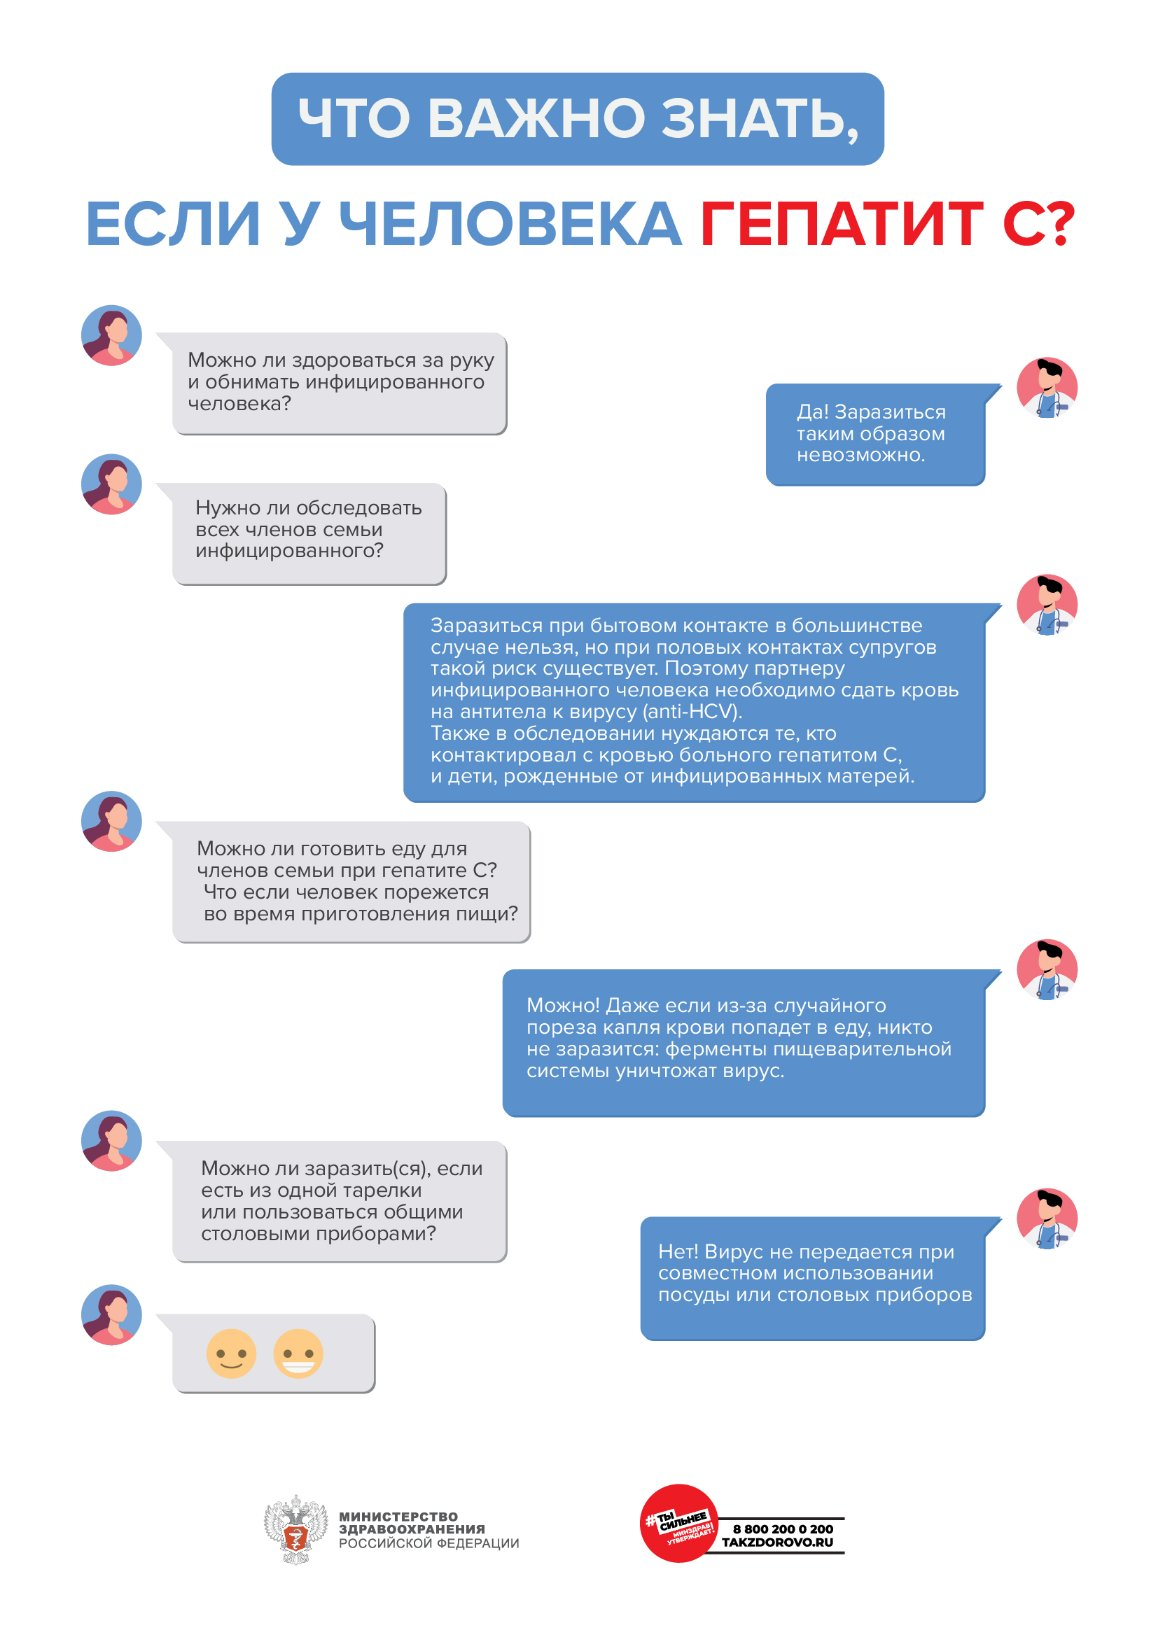 ЧТО ВАЖНО ЗНАТЬ,
ЕСЛИ У ЧЕЛОВЕКА ГЕПАТИТ С?
Можно ли здороваться за руку
и обнимать инфицированного
человека?
Да! Заразиться
таким образом
невозможно.
Нужно ли обследовать
всех членов семьи
инфицированного?
Заразиться при бытовом контакте в большинстве
случае нельзя, но при половых контактах супругов
такой риск существует. Поэтому партнеру
инфицированного человека необходимо сдать кровь
на антитела к вирусу (anti-HCV).
Также в обследовании нуждаются те, кто
контактировал с кровью больного гепатитом С,
и дети, рожденные от инфицированных матерей.
Можно ли готовить еду для
членов семьи при гепатите С?
Что если человек порежется
во время приготовления пищи?
Можно! Даже если из-за случайного
пореза капля крови попадет в еду, никто
не заразится: ферменты пищеварительной
системы уничтожат вирус.
Можно ли заразить(ся), если
есть из одной тарелки
или пользоваться общими
столовыми приборами?
Нет! Вирус не передается при
совместном использовании
посуды или столовых приборов
МИНИСТЕРСТВО
ЗДРАВООХРАНЕНИЯ
РОССИЙСКОЙ ФЕДЕРАЦИИ
#ТЫ
СИЛЬНЕЕ
МИНЗДРАВ
УТВЕРЖДАЕТ!
8 800 200 0 200
TAKZDOROVO.RU